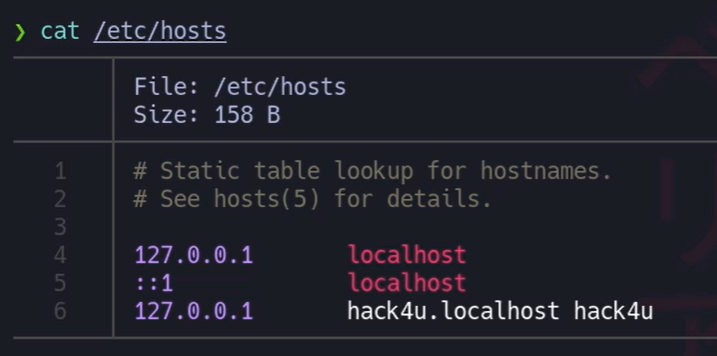 ❯ cat /etc/hosts
File: /etc/hosts
Size: 158 B
1 # Static table lookup for hostnames.
2 # See hosts(5) for details.
3
4 127.0.0.1 localhost
5 ::1 localhost
6 127.0.0.1 hack4u.localhost hack4u